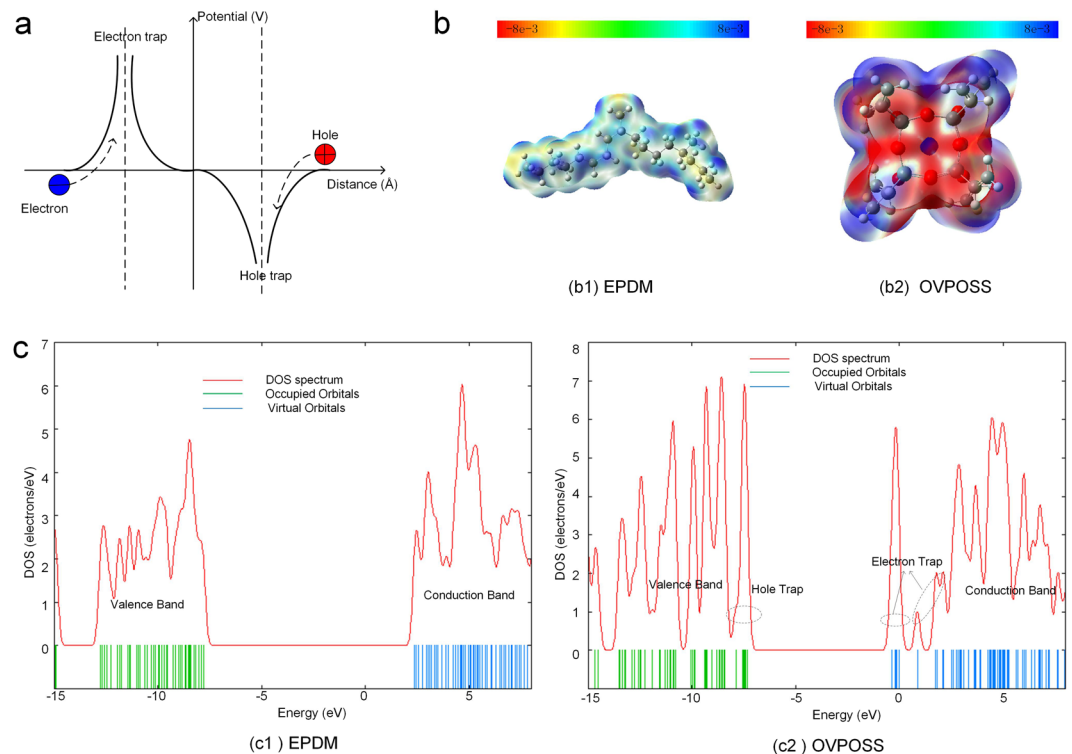 a
Potential (V)
Electron trap
Hole
Distance (Å)
Electron
Hole trap
b
-8e-3 8e-3
-8e-3 8e-3
(b1) EPDM
(b2) OVPOSS
c
DOS (electrons/eV)
7
6
5
4
3
2
1
0
DOS spectrum
Occupied Orbitals
Virtual Orbitals
Valence Band
Conduction Band
-15 -10 -5 0 5
Energy (eV)
(c1 ) EPDM
DOS (electrons/eV)
8
7
6
5
4
3
2
1
0
DOS spectrum
Occupied Orbitals
Virtual Orbitals
Electron Trap
Valence Band
Hole Trap
Conduction Band
-15 -10 -5 0 5
Energy (eV)
(c2 ) OVPOSS